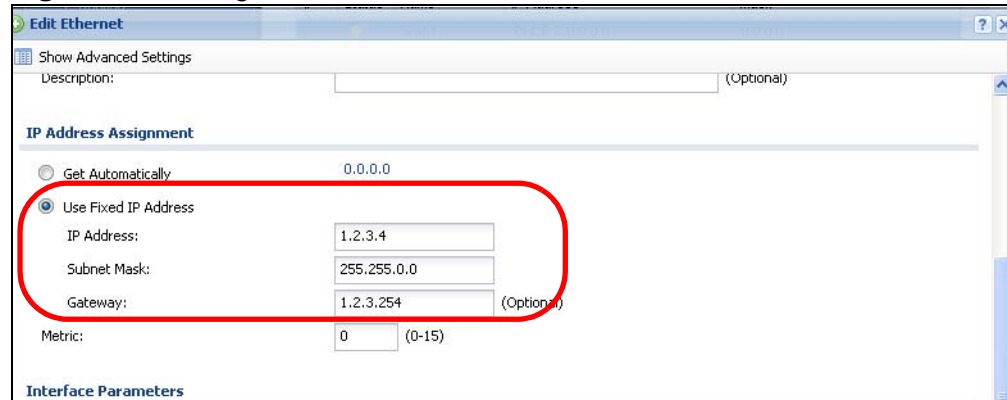 Edit Ethernet
Show Advanced Settings
Description: (Optional)
IP Address Assignment
Get Automatically 0.0.0.0
Use Fixed IP Address
IP Address: 1.2.3.4
Subnet Mask: 255.255.0.0
Gateway: 1.2.3.254 (Optional)
Metric: 0 (0-15)
Interface Parameters